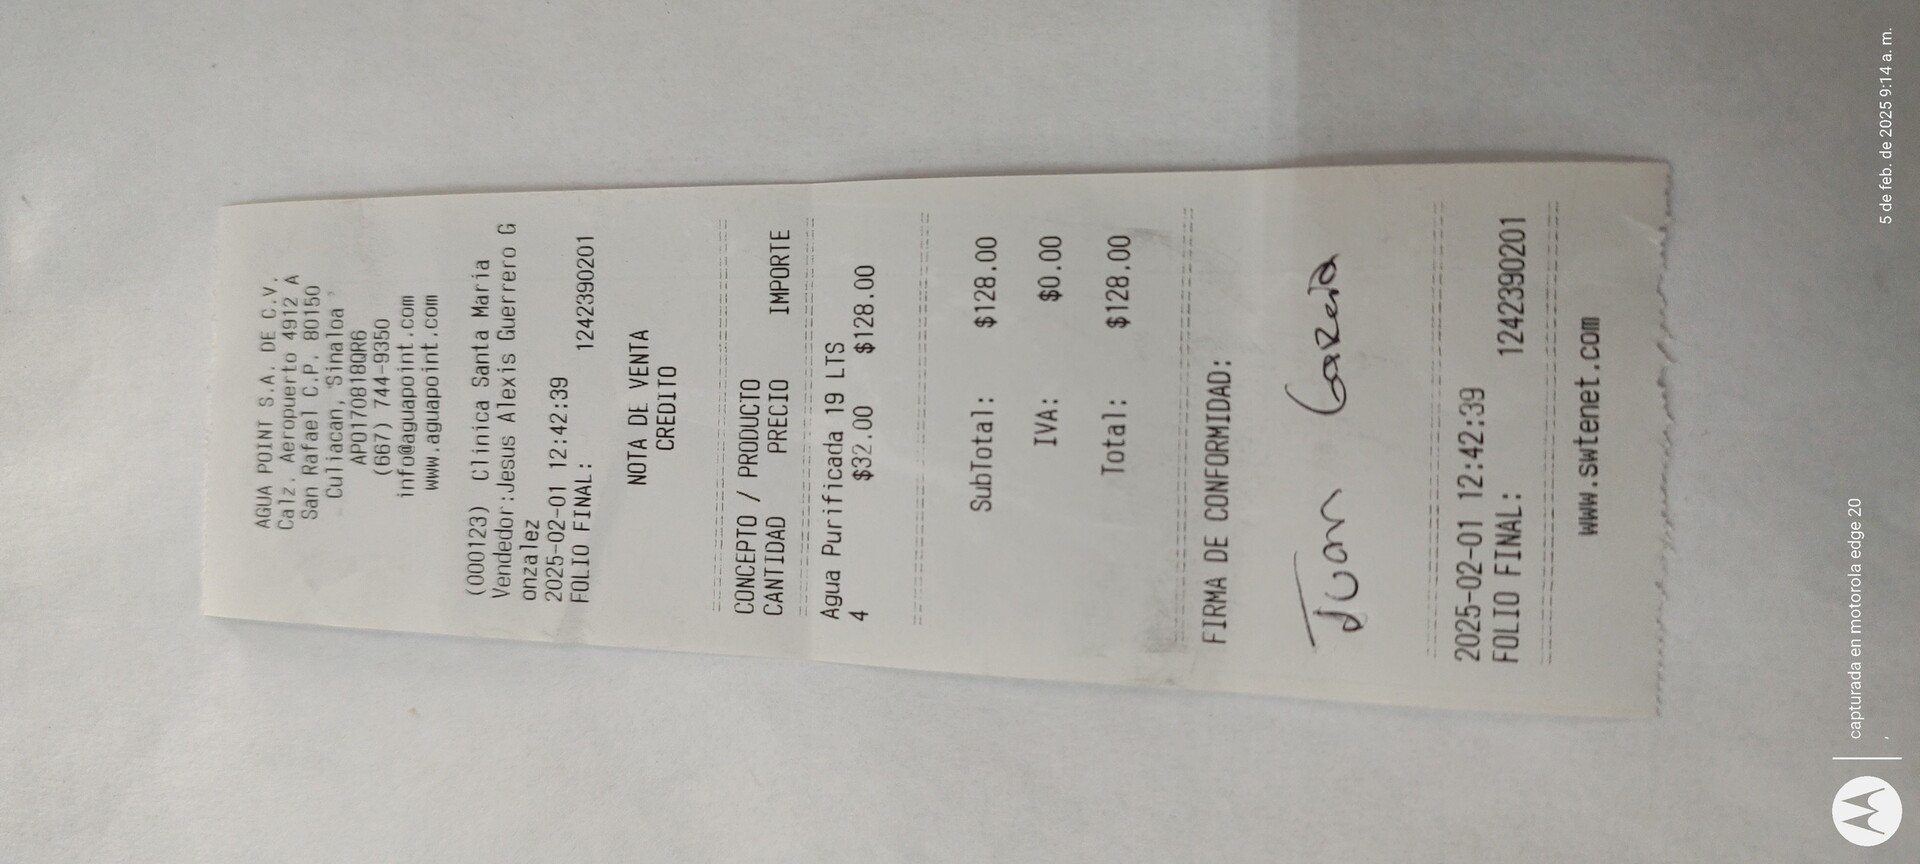 AGUA POINT S.A. DE C.V.
Calz. Aeropuerto 4912 A
San Rafael C.P. 80150
Culiacan, Sinaloa
APO170818QR6
(667) 744-9350
info@aguapoint.com
www.aguapoint.com
(000123) Clinica Santa Maria
Vendedor:Jesus Alexis Guerrero G
onzalez
2025-02-01 12:42:39
FOLIO FINAL: 1242390201
NOTA DE VENTA
CREDITO
CONCEPTO / PRODUCTO
CANTIDAD PRECIO IMPORTE
Agua Purificada 19 LTS
4 $32.00 $128.00
SubTotal: $128.00
IVA: $0.00
Total: $128.00
FIRMA DE CONFORMIDAD:
Juan Garcia
2025-02-01 12:42:39
FOLIO FINAL: 1242390201
www.swtenet.com
capturada en motorola edge 20
5 de feb. de 2025 9:14 a. m.